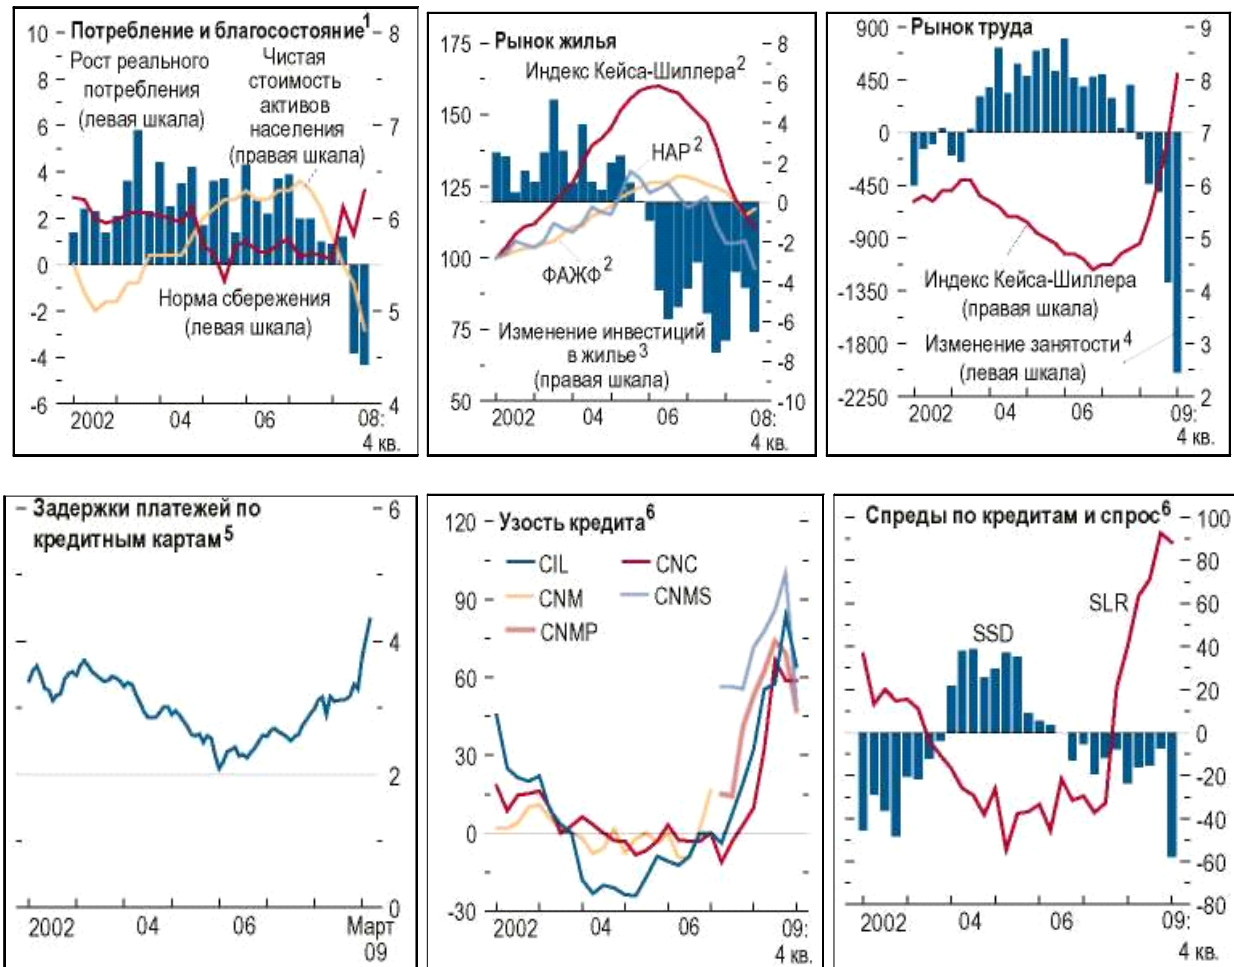 Потребление и благосостояние1
10
8
6
4
2
0
-2
-4
-6
8
7
6
5
4
Рост реального
потребления
(левая шкала)
Чистая
стоимость
активов
населения
(правая шкала)
Норма сбережения
(левая шкала)
2002 04 06 08:
4 кв.
Рынок жилья
175
150
125
100
75
50
8
6
4
2
0
-2
-4
-6
-8
-10
Индекс Кейса-Шиллера2
НАР2
ФАЖФ2
Изменение инвестиций
в жилье3
(правая шкала)
2002 04 06 08:
4 кв.
Рынок труда
900
450
0
-450
-900
-1350
-1800
-2250
9
8
7
6
5
4
3
2
Индекс Кейса-Шиллера
(правая шкала)
Изменение занятости4
(левая шкала)
2002 04 06 09:
4 кв.
Задержки платежей по
кредитным картам5
6
4
2
0
2002 04 06 Март
09
Узость кредита6
120
90
60
30
0
-30
CIL CNC
CNM CNMS
CNMP
2002 04 06 09:
4 кв.
Спреды по кредитам и спрос6
100
80
60
40
20
0
-20
-40
-60
-80
SLR
SSD
2002 04 06 09:
4 кв.